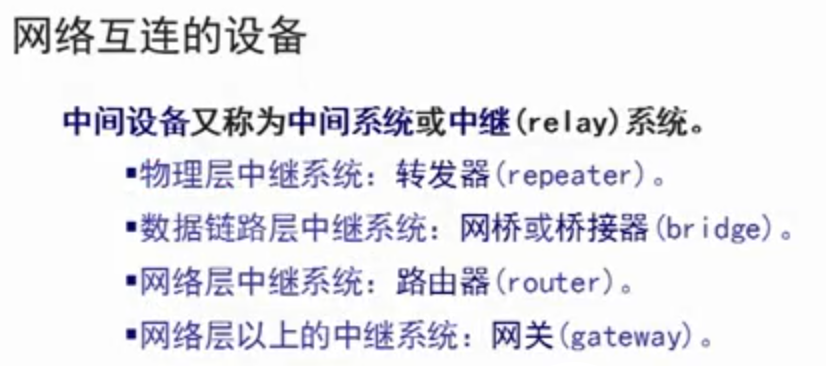 网络互连的设备
中间设备又称为中间系统或中继(relay)系统。
▪物理层中继系统：转发器(repeater)。
▪数据链路层中继系统：网桥或桥接器(bridge)。
▪网络层中继系统：路由器(router)。
▪网络层以上的中继系统：网关(gateway)。